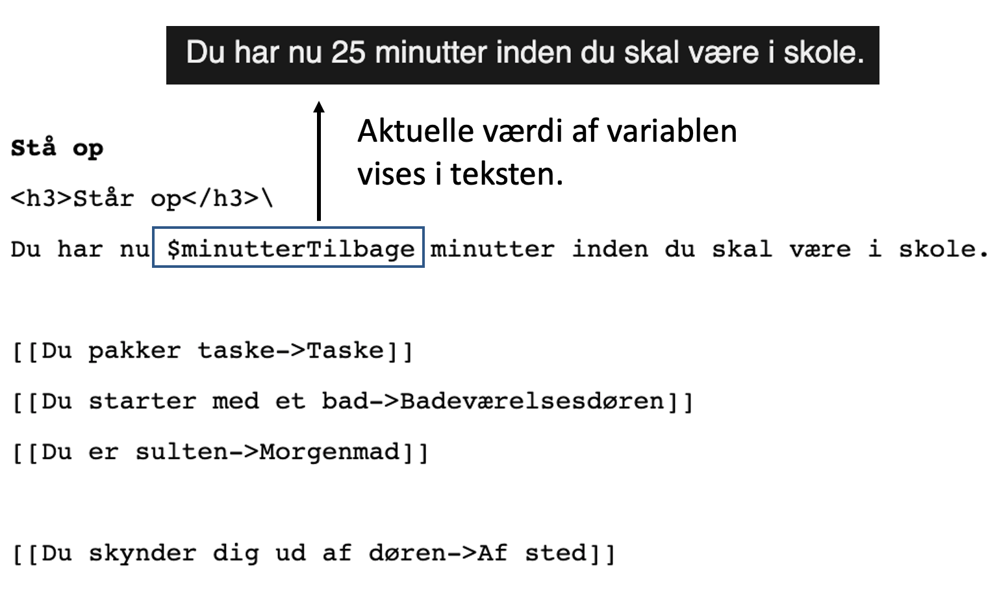 Du har nu 25 minutter inden du skal være i skole.
Aktuelle værdi af variablen
vises i teksten.
Stå op
<h3>Står op</h3>\
Du har nu $minutterTilbage minutter inden du skal være i skole.
[[Du pakker taske->Taske]]
[[Du starter med et bad->Badeværelsesdøren]]
[[Du er sulten->Morgenmad]]
[[Du skynder dig ud af døren->Af sted]]